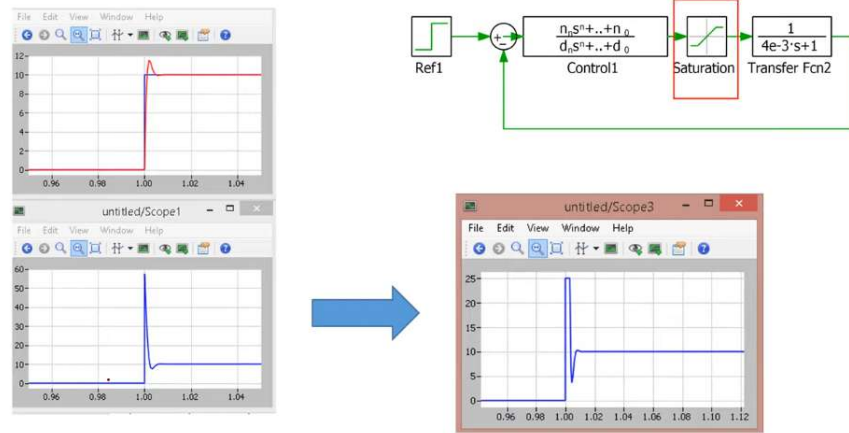 File Edit View Window Help
12
10
8
6
4
2
0
0.96 0.98 1.00 1.02 1.04
untitled/Scope1
File Edit View Window Help
60
50
40
30
20
10
0
0.96 0.98 1.00 1.02 1.04
Ref1
+
−
nₙsⁿ+..+n₀
dₙsⁿ+..+d₀
Control1
Saturation
1
4e-3·s+1
Transfer Fcn2
untitled/Scope3
File Edit View Window Help
25
20
15
10
5
0
0.96 0.98 1.00 1.02 1.04 1.06 1.08 1.10 1.12